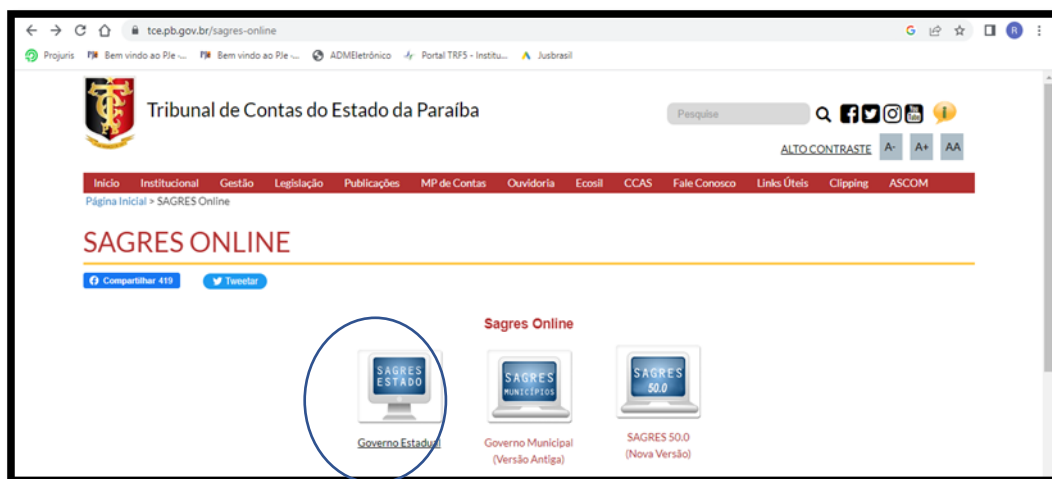 tce.pb.gov.br/sagres-online
Projuris Bem vindo ao PJe -... Bem vindo ao PJe -... ADMEletrônico Portal TRF5 - Institu... Jusbrasil
Tribunal de Contas do Estado da Paraíba
Pesquise
ALTO CONTRASTE A- A+ AA
Início Institucional Gestão Legislação Publicações MP de Contas Ouvidoria Ecosil CCAS Fale Conosco Links Úteis Clipping ASCOM
Página Inicial > SAGRES Online
SAGRES ONLINE
Compartilhar 419 Tweetar
Sagres Online
SAGRES
ESTADO
SAGRES
MUNICÍPIOS
SAGRES
50.0
Governo Estadual
Governo Municipal
(Versão Antiga)
SAGRES 50.0
(Nova Versão)